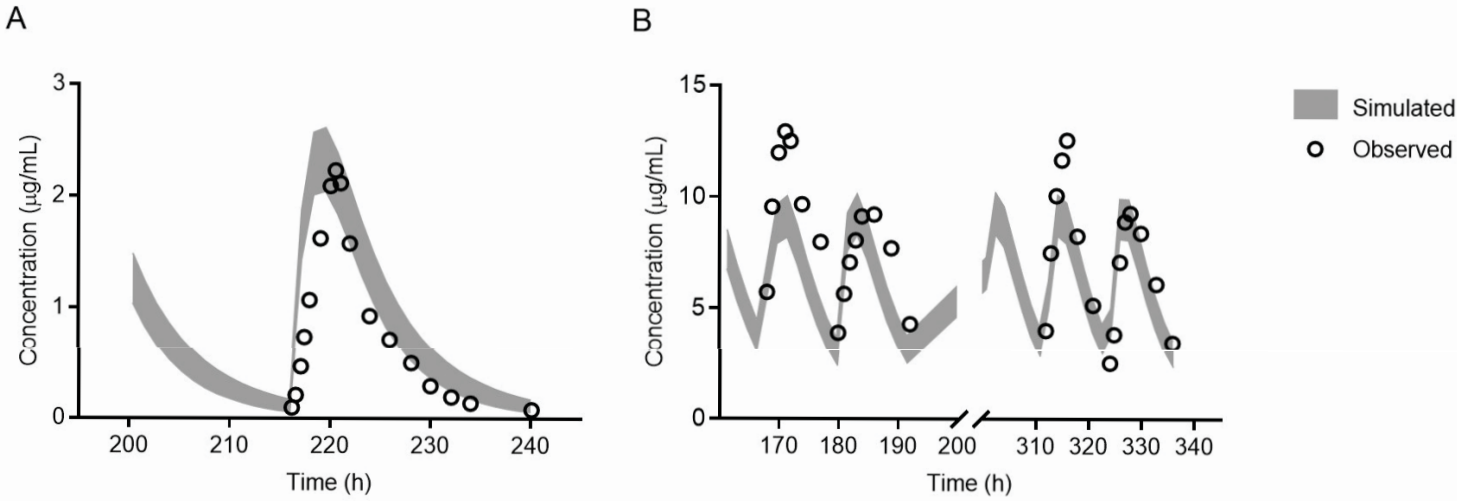 A
B
Concentration (μg/mL)
3
2
1
0
200 210 220 230 240
Time (h)
Concentration (μg/mL)
15
10
5
0
170 180 190 200 310 320 330 340
Time (h)
Simulated
Observed